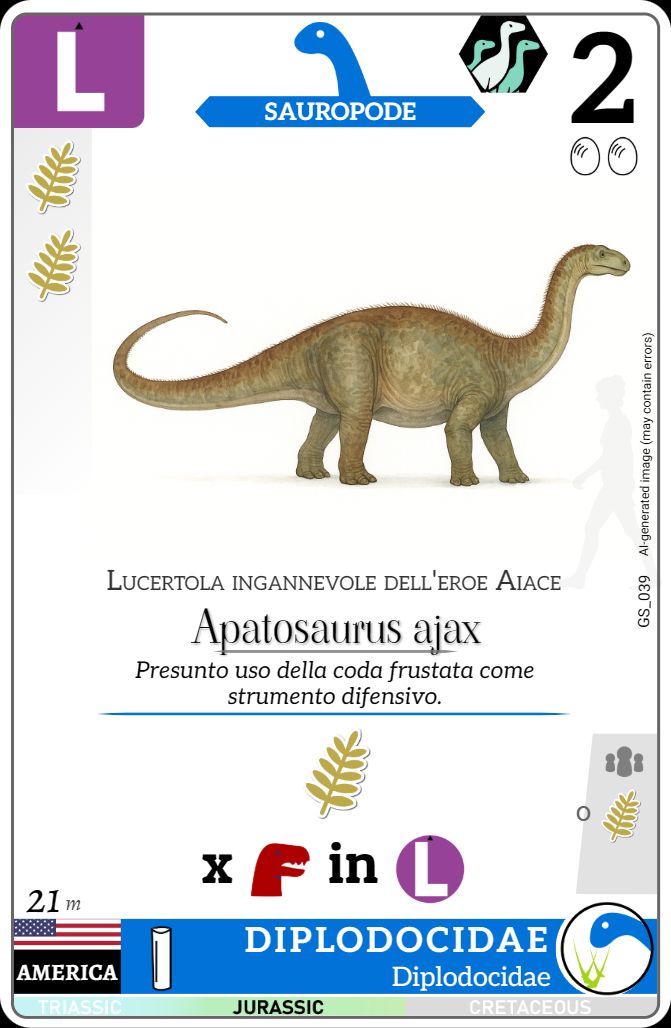 L
SAUROPODE
2
AI-generated image (may contain errors)
GS_039
Lucertola ingannevole dell'eroe Aiace
Apatosaurus ajax
Presunto uso della coda frustata come
strumento difensivo.
o
x in L
21 m
AMERICA
DIPLODOCIDAE
Diplodocidae
TRIASSIC JURASSIC CRETACEOUS